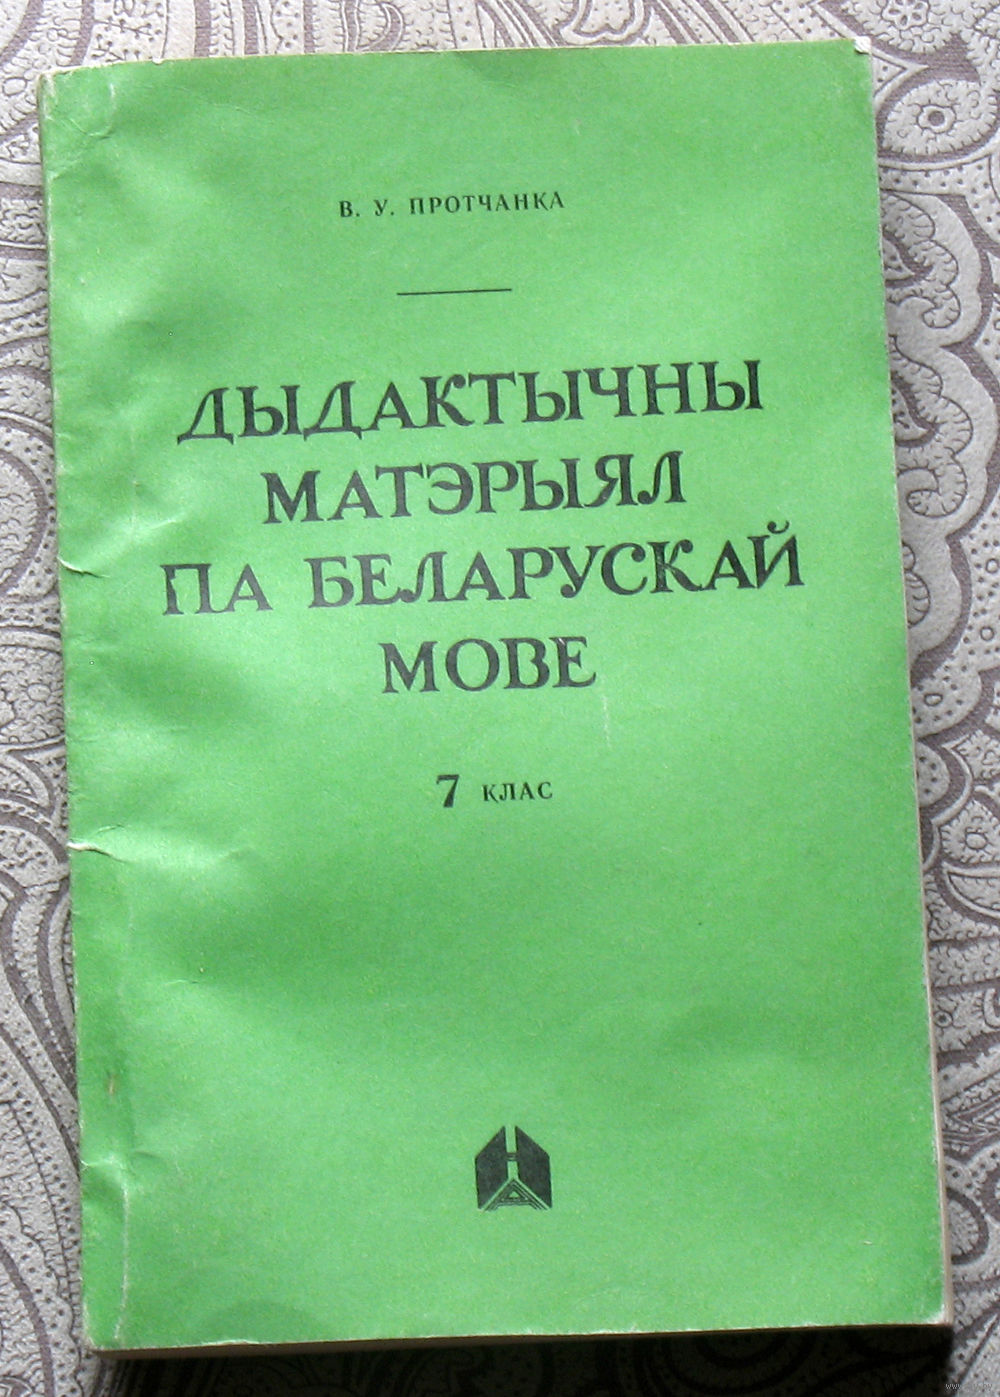 В. У. ПРОТЧАНКА
ДЫДАКТЫЧНЫ
МАТЭРЫЯЛ
ПА БЕЛАРУСКАЙ
МОВЕ
7 КЛАС